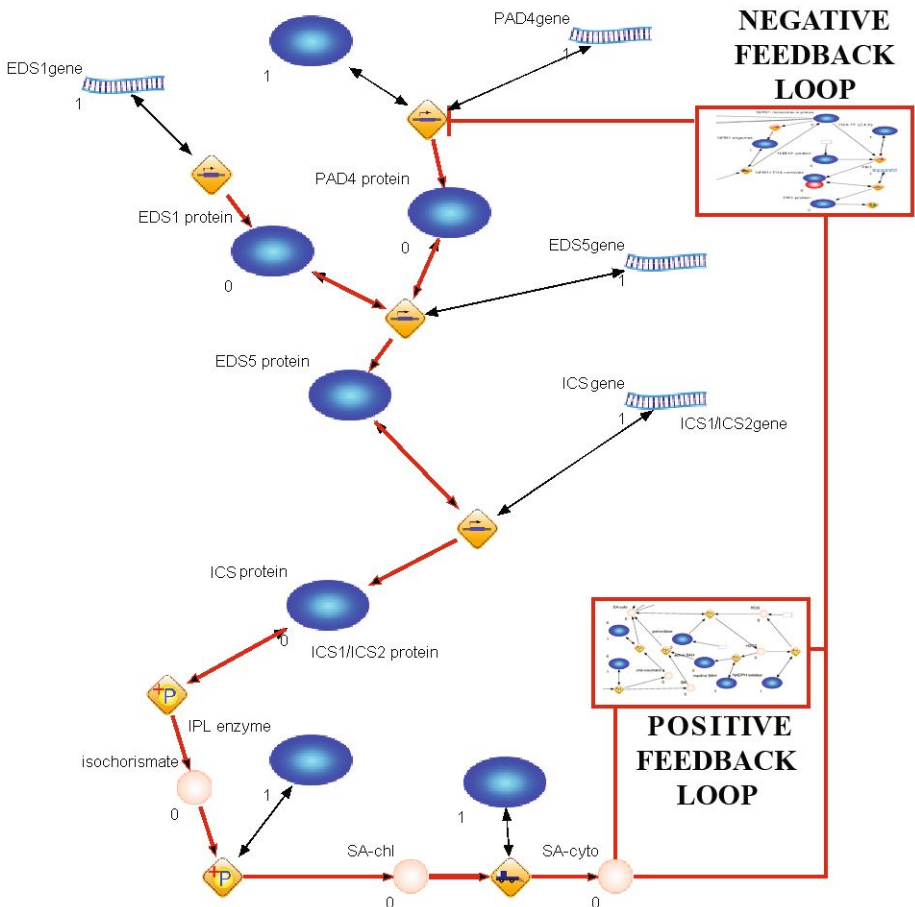 NEGATIVE
FEEDBACK
LOOP
PAD4gene
1
1
EDS1gene
1
PAD4 protein
EDS1 protein
0
0
EDS5gene
1
EDS5 protein
ICS gene
1
ICS1/ICS2gene
ICS protein
0
ICS1/ICS2 protein
+P
IPL enzyme
isochorismate
0
1
1
POSITIVE
FEEDBACK
LOOP
+P
SA-chl
SA-cyto
0
0